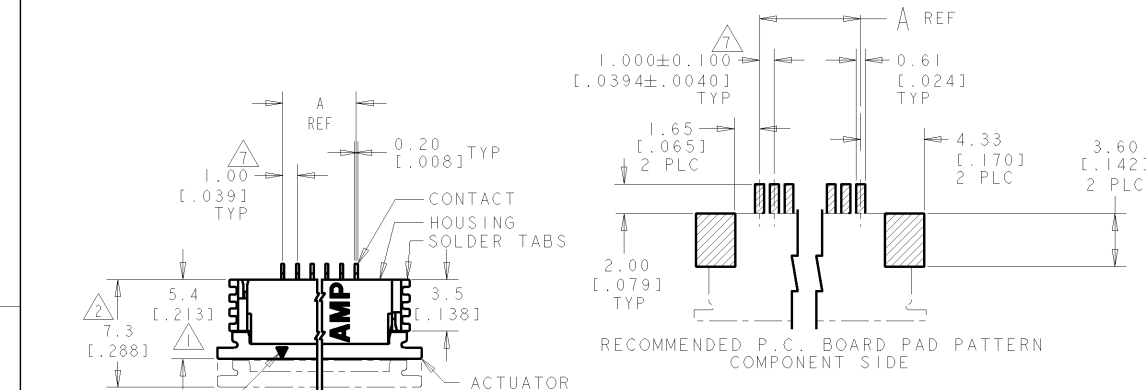 A REF
7
1.000±0.100
[.0394±.0040]
TYP
0.61
[.024]
TYP
1.65
[.065]
2 PLC
4.33
[.170]
2 PLC
3.60
[.142]
2 PLC
2.00
[.079]
TYP
RECOMMENDED P.C. BOARD PAD PATTERN
COMPONENT SIDE
A
REF
7
1.00
[.039]
TYP
0.20
[.008]
TYP
CONTACT
HOUSING
SOLDER TABS
2
7.3
[.288]
5.4
[.213]
1
AMP
3.5
[.138]
ACTUATOR